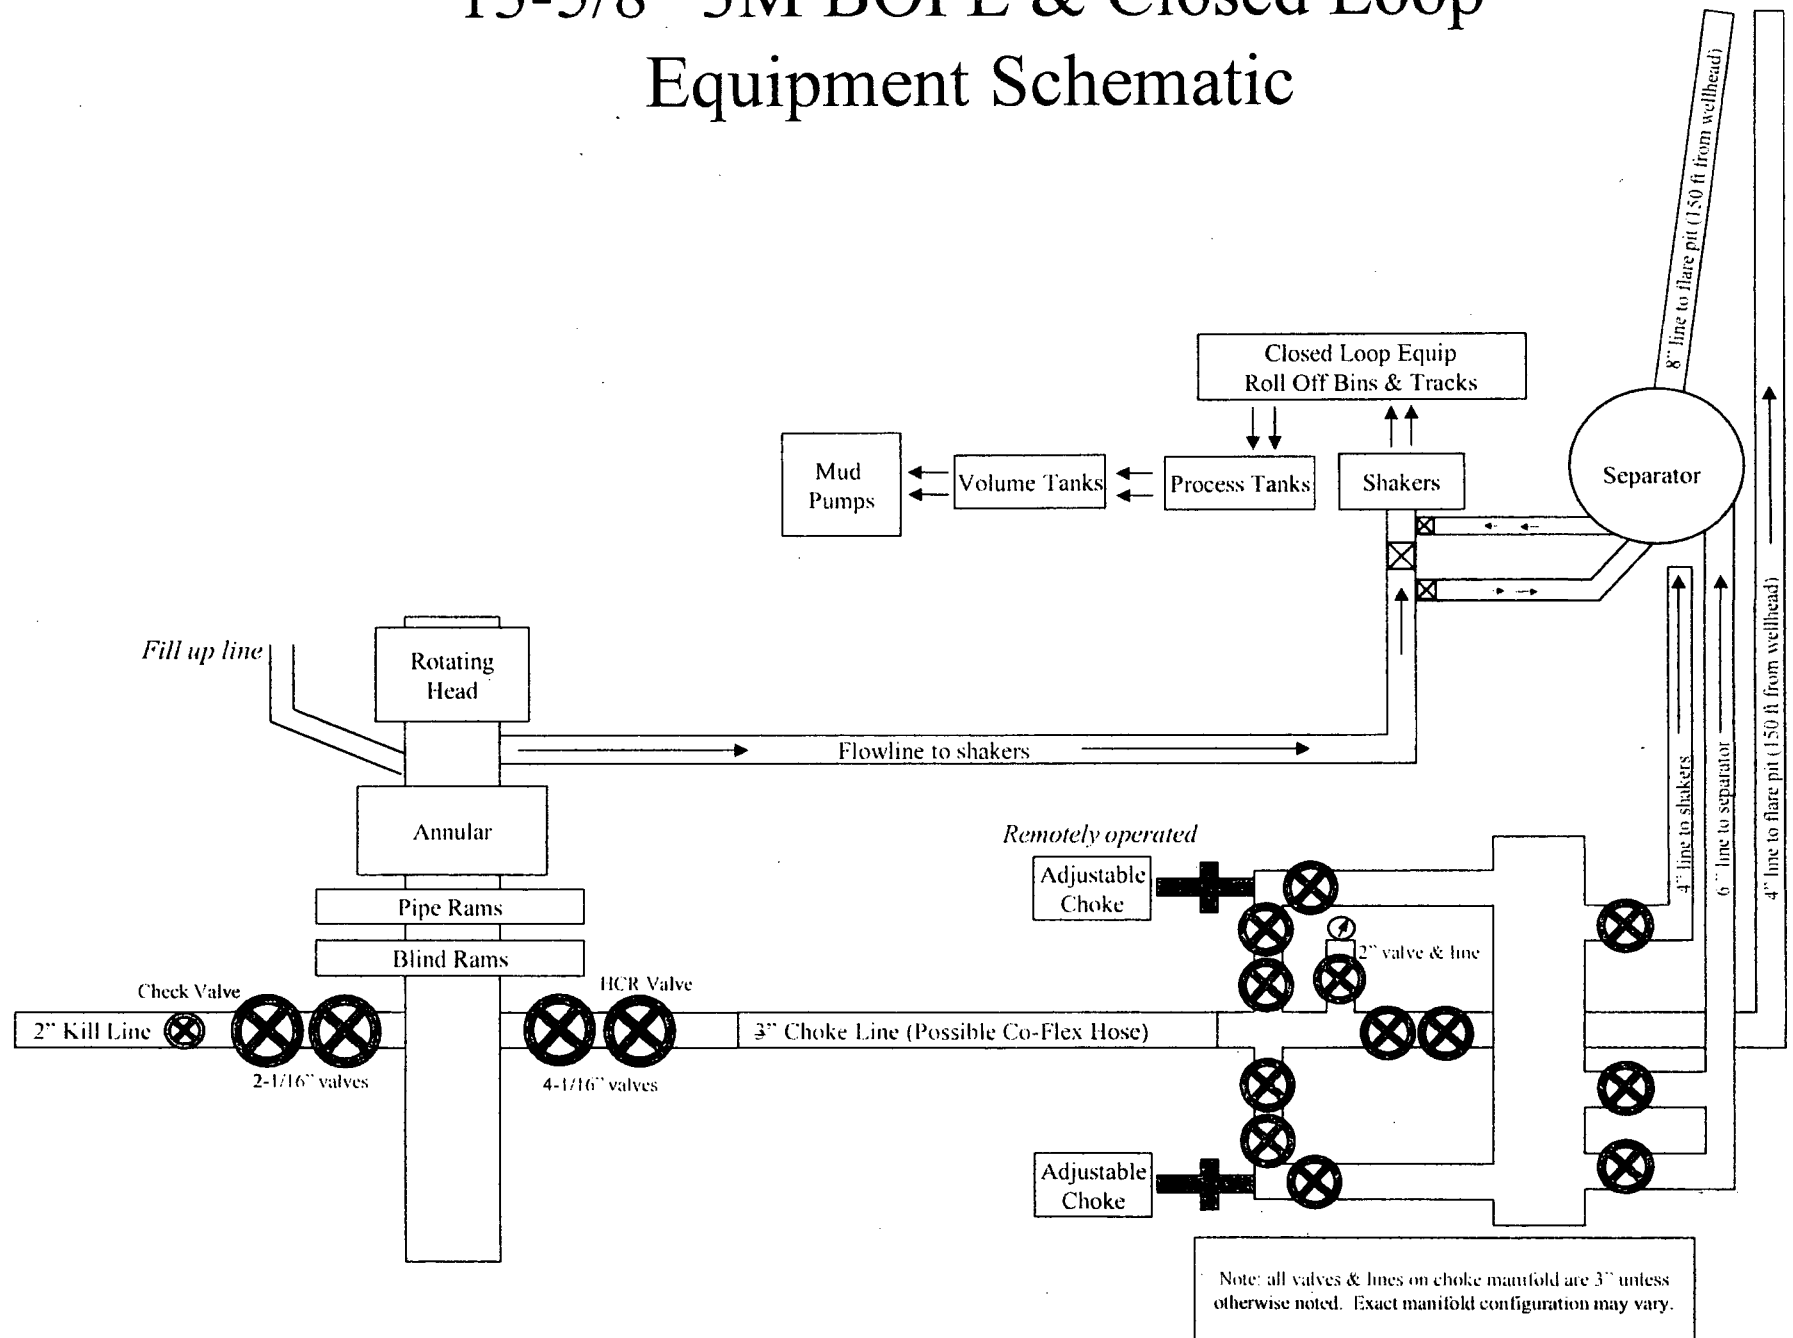 13-5/8" 3M BOPE & Closed Loop
Equipment Schematic
8" line to flare pit (150 ft from wellhead)
Closed Loop Equip
Roll Off Bins & Tracks
Mud
Pumps
Volume Tanks
Process Tanks
Shakers
Separator
Fill up line
Rotating
Head
Flowline to shakers
Annular
Pipe Rams
Blind Rams
Check Valve
HCR Valve
2" Kill Line
3" Choke Line (Possible Co-Flex Hose)
2-1/16" valves
4-1/16" valves
Remotely operated
Adjustable
Choke
2" valve & line
Adjustable
Choke
4" line to shakers
6" line to separator
4" line to flare pit (150 ft from wellhead)
Note: all valves & lines on choke manifold are 3" unless
otherwise noted. Exact manifold configuration may vary.